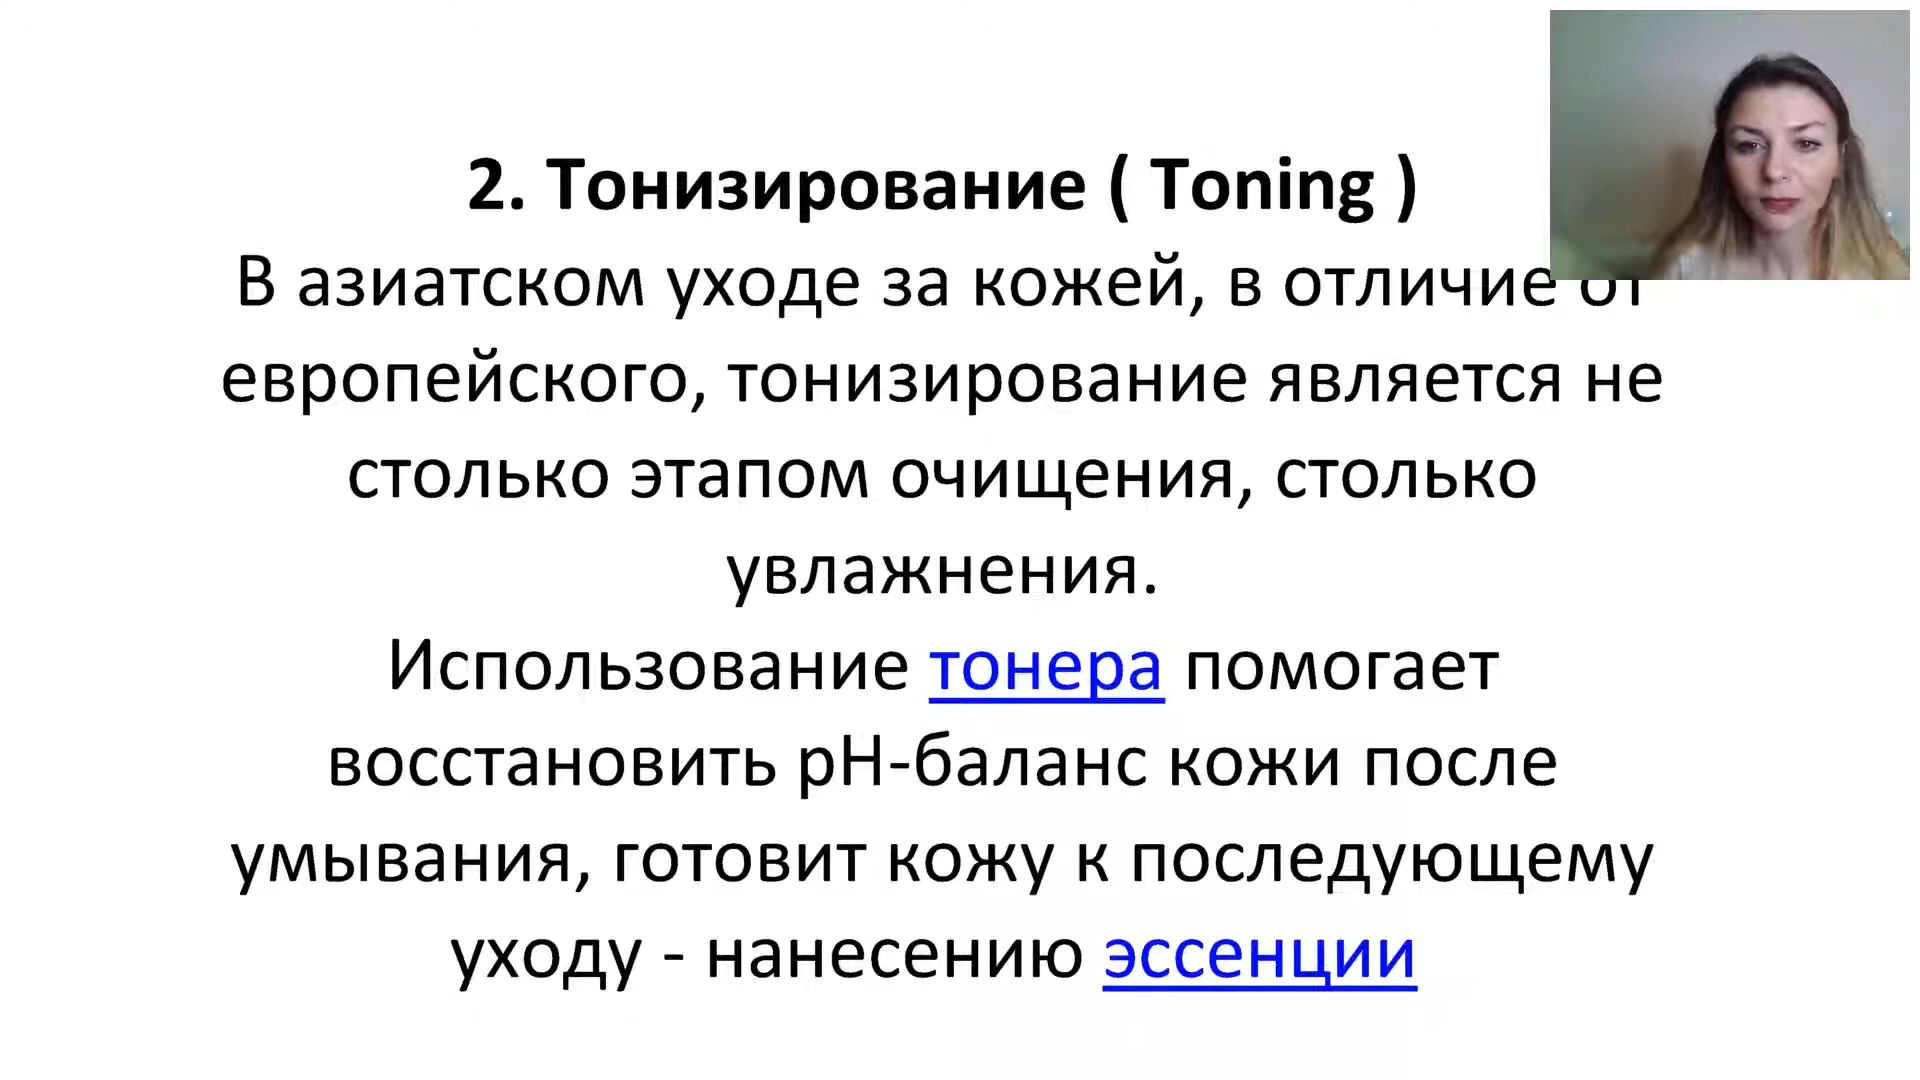 2. Тонизирование ( Toning )
В азиатском уходе за кожей, в отличие от
европейского, тонизирование является не
столько этапом очищения, столько
увлажнения.
Использование тонера помогает
восстановить pH-баланс кожи после
умывания, готовит кожу к последующему
уходу - нанесению эссенции